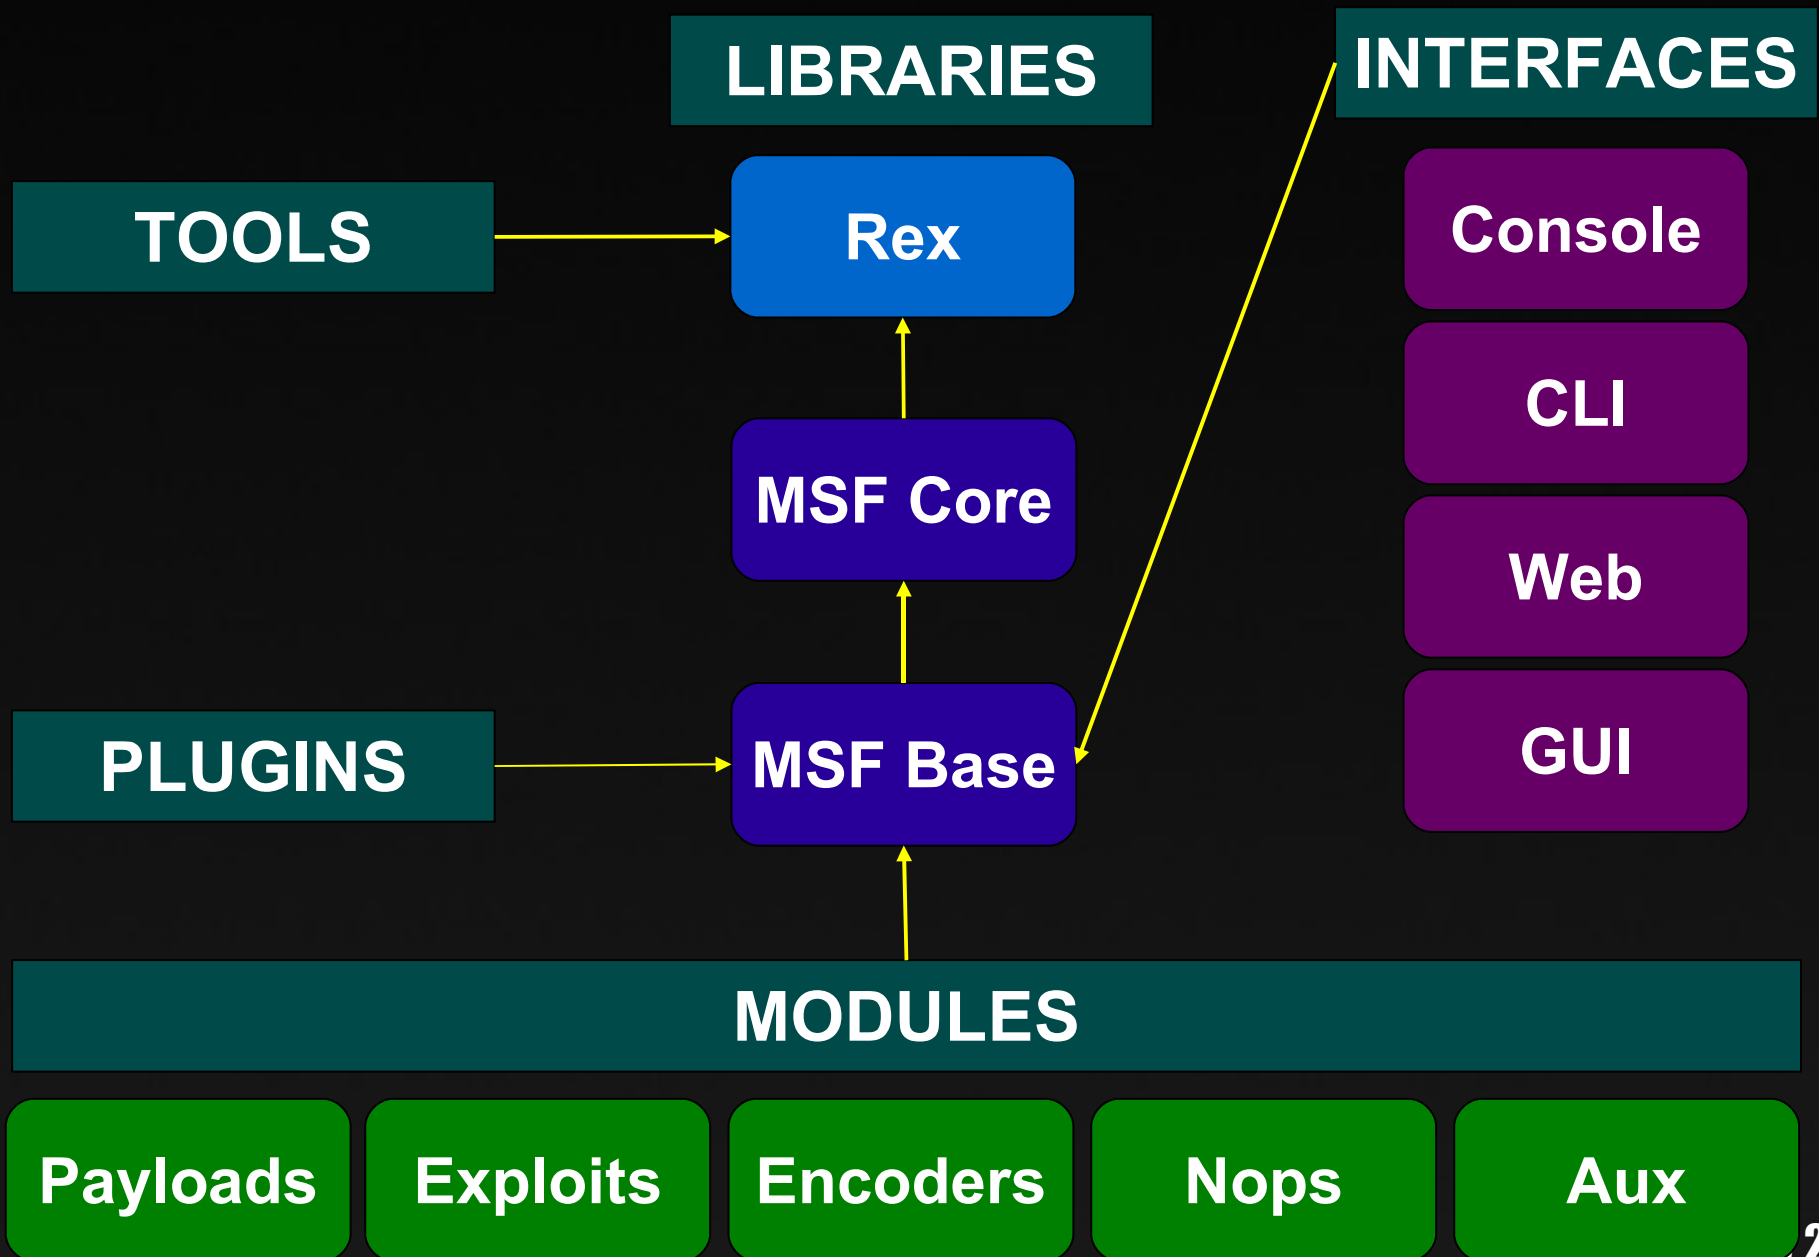 LIBRARIES
INTERFACES
TOOLS
Rex
Console
CLI
MSF Core
Web
PLUGINS
MSF Base
GUI
MODULES
Payloads
Exploits
Encoders
Nops
Aux